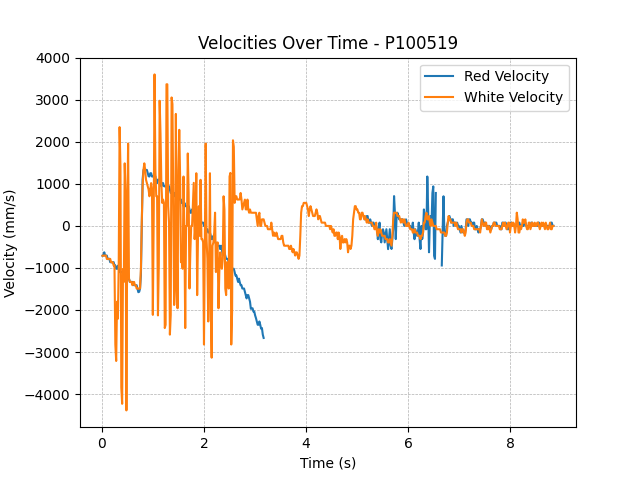 Velocities Over Time - P100519
Red Velocity
White Velocity
Velocity (mm/s)
4000
3000
2000
1000
0
−1000
−2000
−3000
−4000
0 2 4 6 8
Time (s)